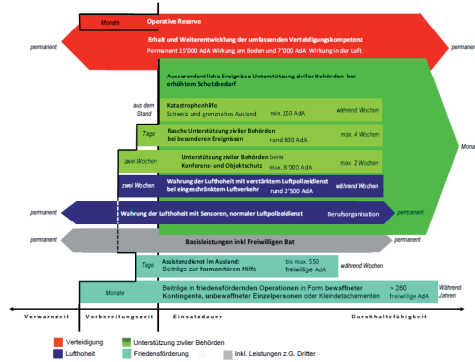 Monate
Operative Reserve
Erhalt und Weiterentwicklung der umfassenden Verteidigungskompetenz
permanent
permanent
Permanent 15'000 AdA Wirkung am Boden und 7'000 AdA Wirkung in der Luft
Ausserordentliche Ereignisse Unterstützung ziviler Behörden bei
erhöhtem Schutzbedarf
aus dem
Stand
Katastrophenhilfe
Schweiz und grenznahes Ausland
min.150 AdA
während Wochen
Tage
Rasche Unterstützung ziviler Behörden
bei besonderen Ereignissen
rund 800 AdA
max. 4 Wochen
Monate
zwei Wochen
Unterstützung ziviler Behörden beim
Konferenz- und Objektschutz
max. 8'000 AdA
max. 2 Wochen
zwei Wochen
Wahrung der Lufthoheit mit verstärktem Luftpolizeidienst
bei eingeschränktem Luftverkehr
rund 2'500 AdA
während Wochen
permanent
Wahrung der Lufthoheit mit Sensoren, normaler Luftpolizeidienst
Berufsorganisation
permanent
permanent
Basisleistungen inkl Freiwilligen Bat
permanent
Tage
Assistenzdienst im Ausland:
Beiträge zur humanitären Hilfe
bis max. 550
freiwillige AdA
während Wochen
Monate
Beiträge in friedensfördernden Operationen in Form bewaffneter
Kontingente, unbewaffneter Einzelpersonen oder Kleindetachementen
> 280
freiwillige AdA
Während
Jahren
Vorwarnzeit
Vorbereitungszeit
Einsatzdauer
Durchhaltefähigkeit
Verteidigung
Unterstützung ziviler Behörden
Lufthoheit
Friedensförderung
Inkl. Leistungen z.G. Dritter